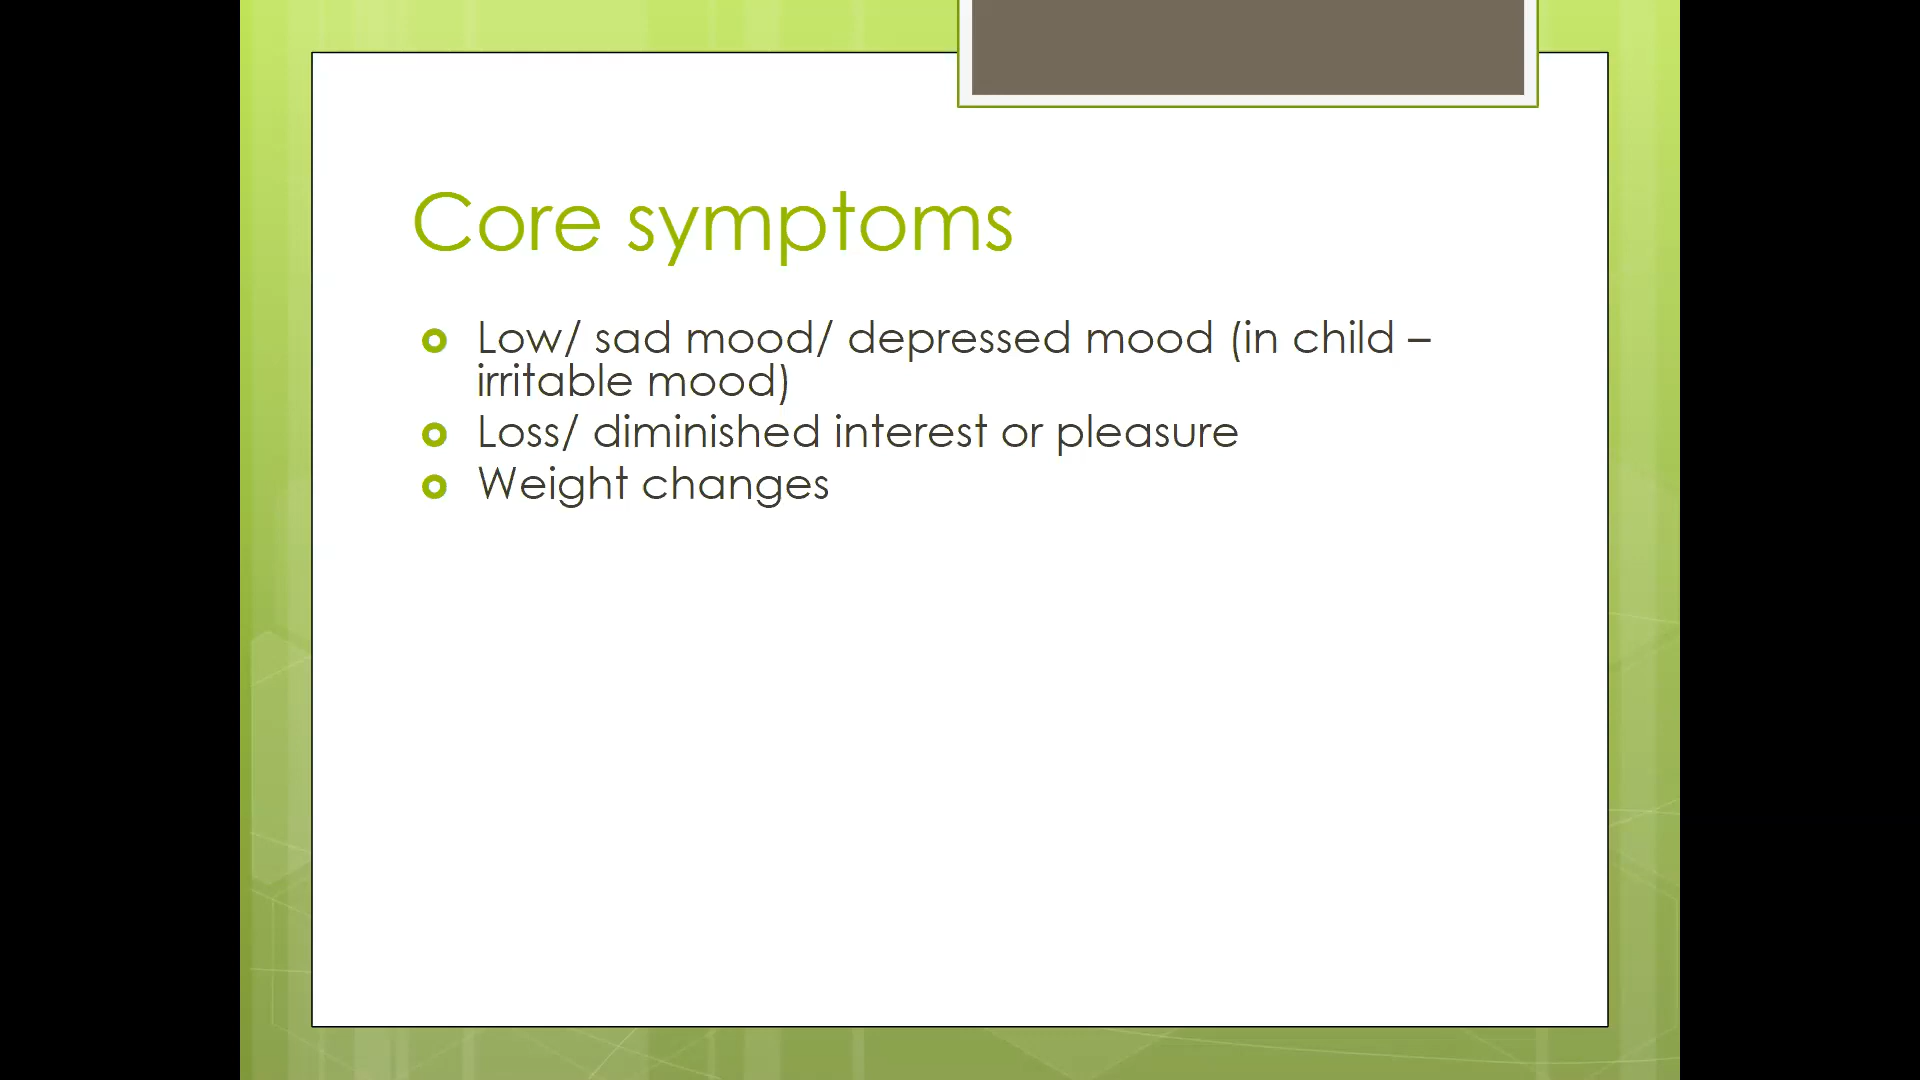 Core symptoms
Low/ sad mood/ depressed mood (in child –
irritable mood)
Loss/ diminished interest or pleasure
Weight changes